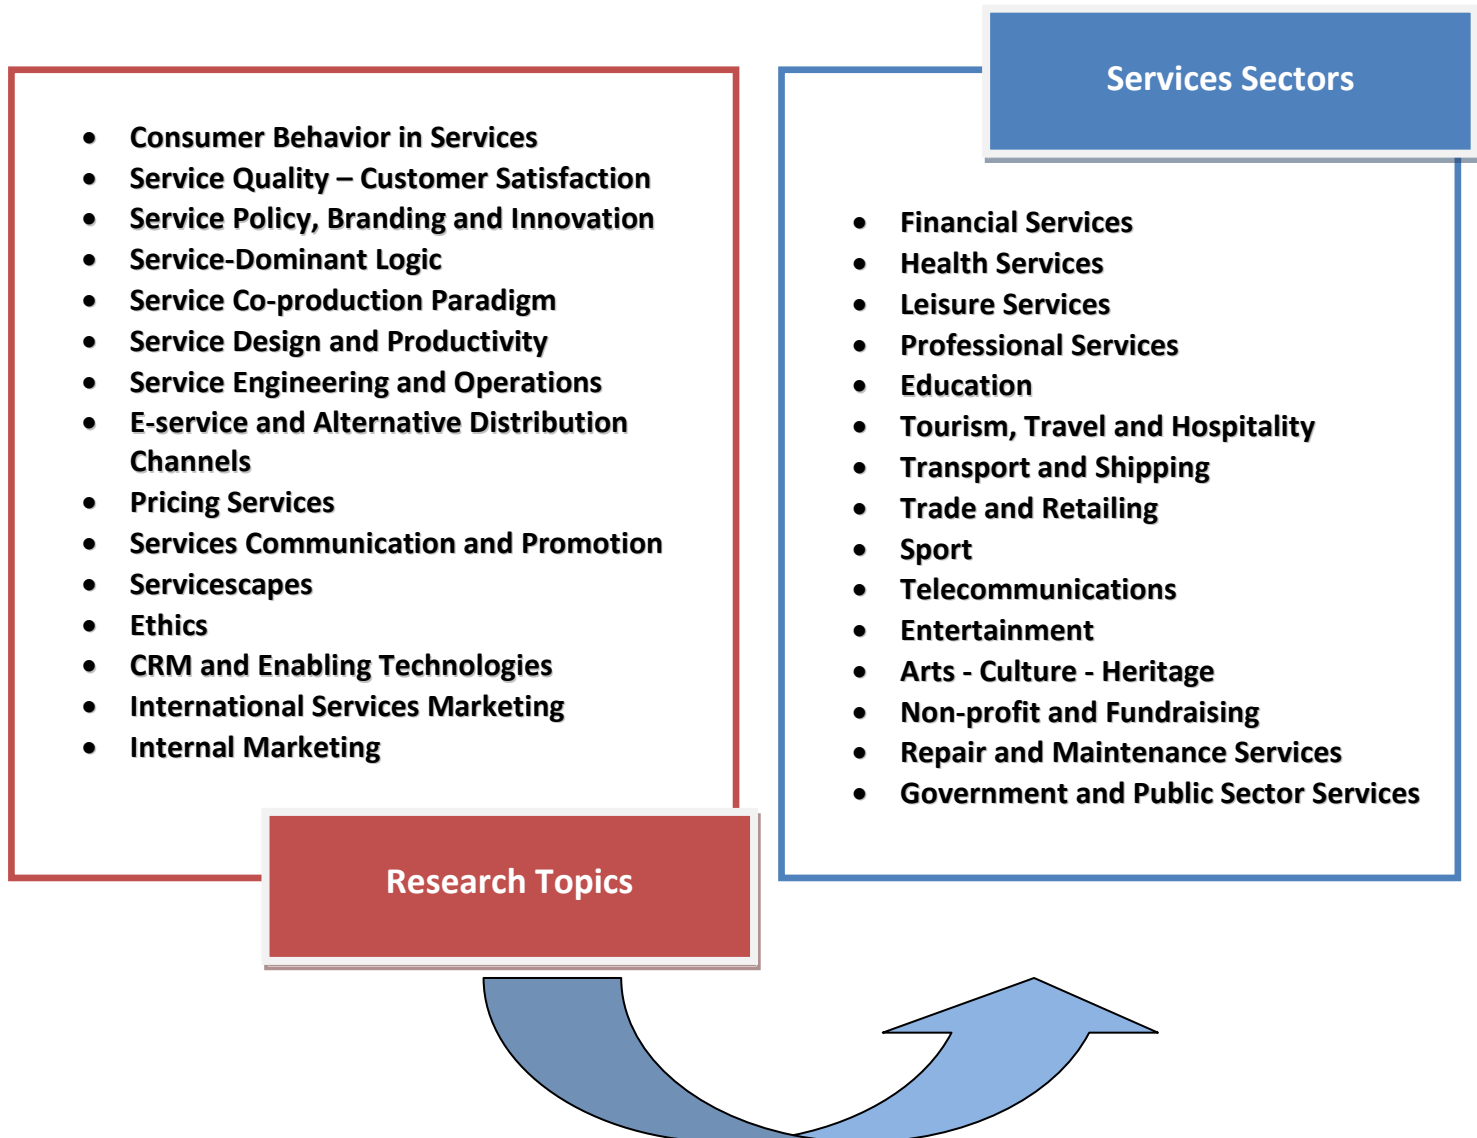 • Consumer Behavior in Services
• Service Quality – Customer Satisfaction
• Service Policy, Branding and Innovation
• Service-Dominant Logic
• Service Co-production Paradigm
• Service Design and Productivity
• Service Engineering and Operations
• E-service and Alternative Distribution
Channels
• Pricing Services
• Services Communication and Promotion
• Servicescapes
• Ethics
• CRM and Enabling Technologies
• International Services Marketing
• Internal Marketing
Research Topics
Services Sectors
• Financial Services
• Health Services
• Leisure Services
• Professional Services
• Education
• Tourism, Travel and Hospitality
• Transport and Shipping
• Trade and Retailing
• Sport
• Telecommunications
• Entertainment
• Arts - Culture - Heritage
• Non-profit and Fundraising
• Repair and Maintenance Services
• Government and Public Sector Services